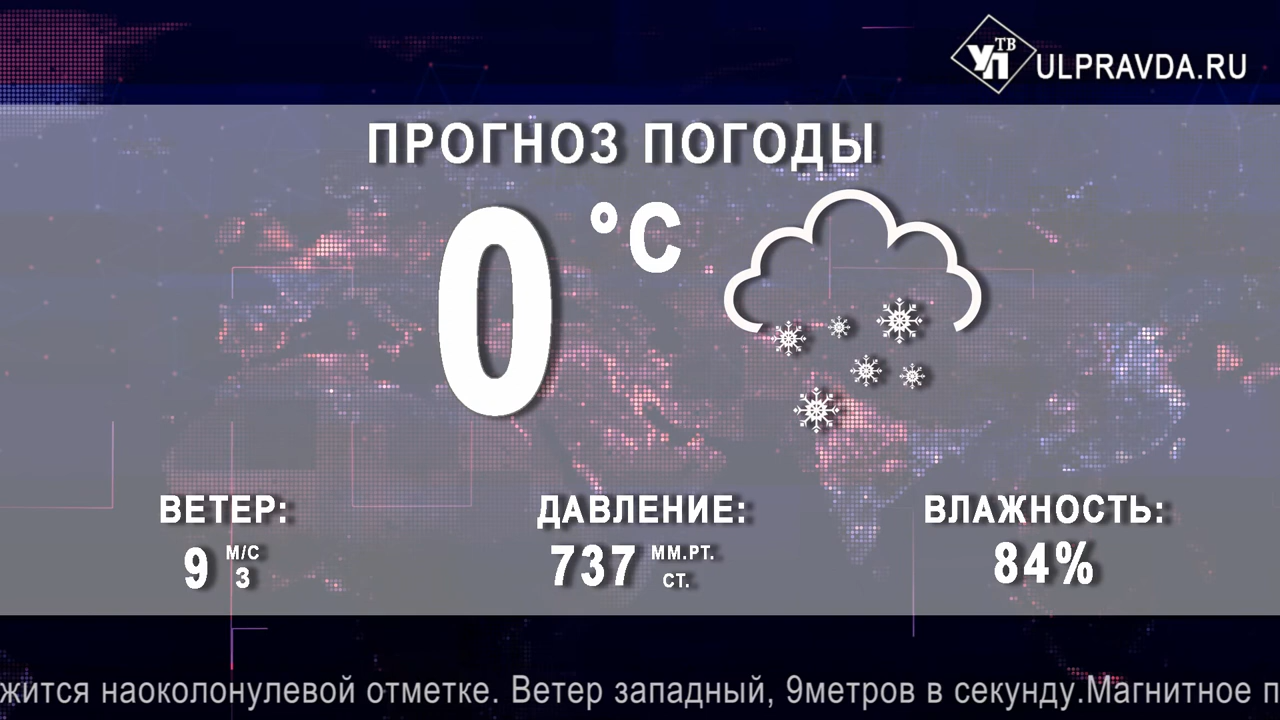 УП ТВ ULPRAVDA.RU
ПРОГНОЗ ПОГОДЫ
0 °C
ВЕТЕР: ДАВЛЕНИЕ: ВЛАЖНОСТЬ:
9 М/С З 737 ММ.РТ. СТ. 84%
жится наоколонулевой отметке. Ветер западный, 9метров в секунду.Магнитное п